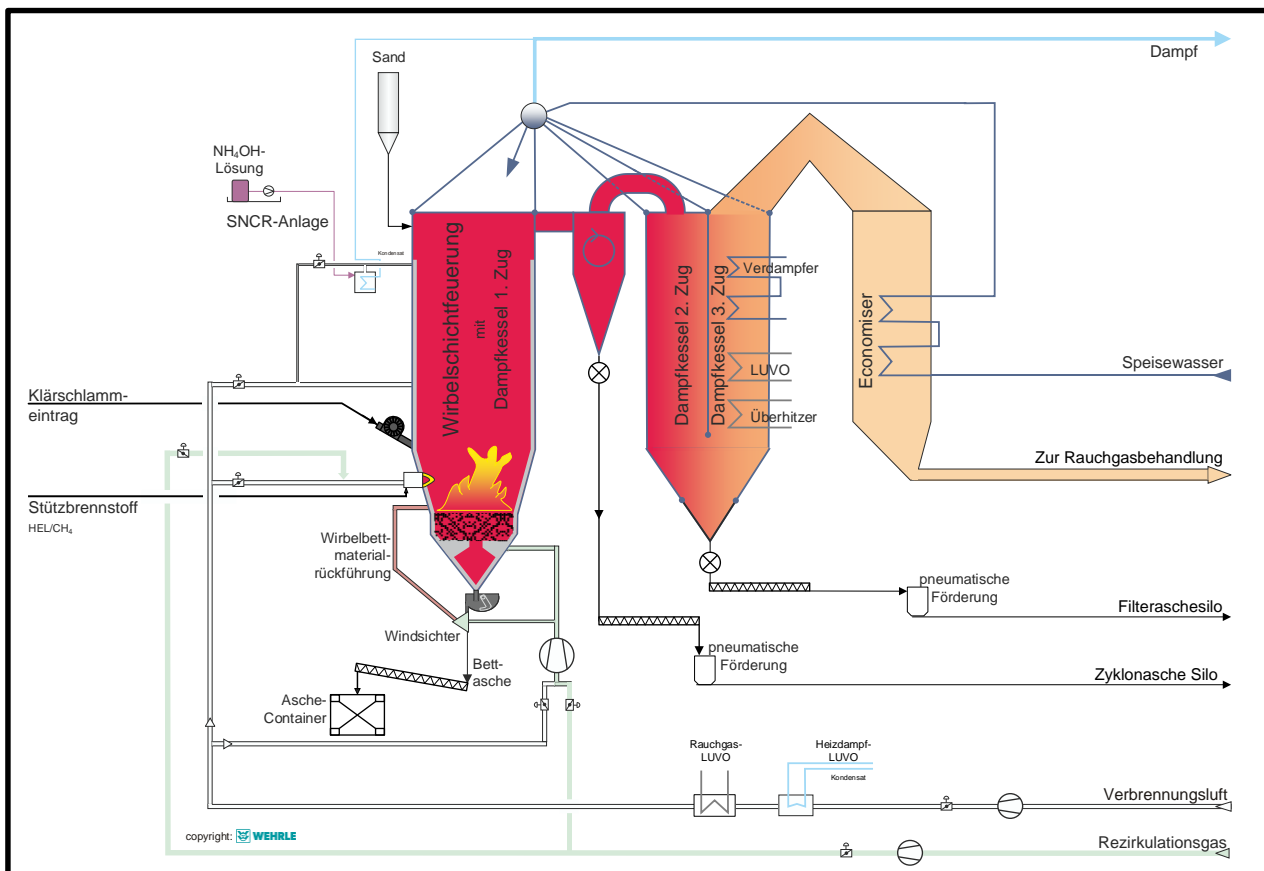 Dampf
Sand
NH₄OH-
Lösung
SNCR-Anlage
Kondensat
Wirbelschichtfeuerung
mit
Dampfkessel 1. Zug
Dampfkessel 2. Zug
Dampfkessel 3. Zug
Verdampfer
LUVO
Überhitzer
Economiser
Speisewasser
Klärschlamm-
eintrag
Zur Rauchgasbehandlung
Stützbrennstoff
HEL/CH₄
Wirbelbett-
material-
rückführung
pneumatische
Förderung
Filteraschesilo
Windsichter
Bett-
asche
pneumatische
Förderung
Zyklonasche Silo
Asche-
Container
Rauchgas-
LUVO
Heizdampf-
LUVO
Kondensat
Verbrennungsluft
copyright: WEHRLE
Rezirkulationsgas